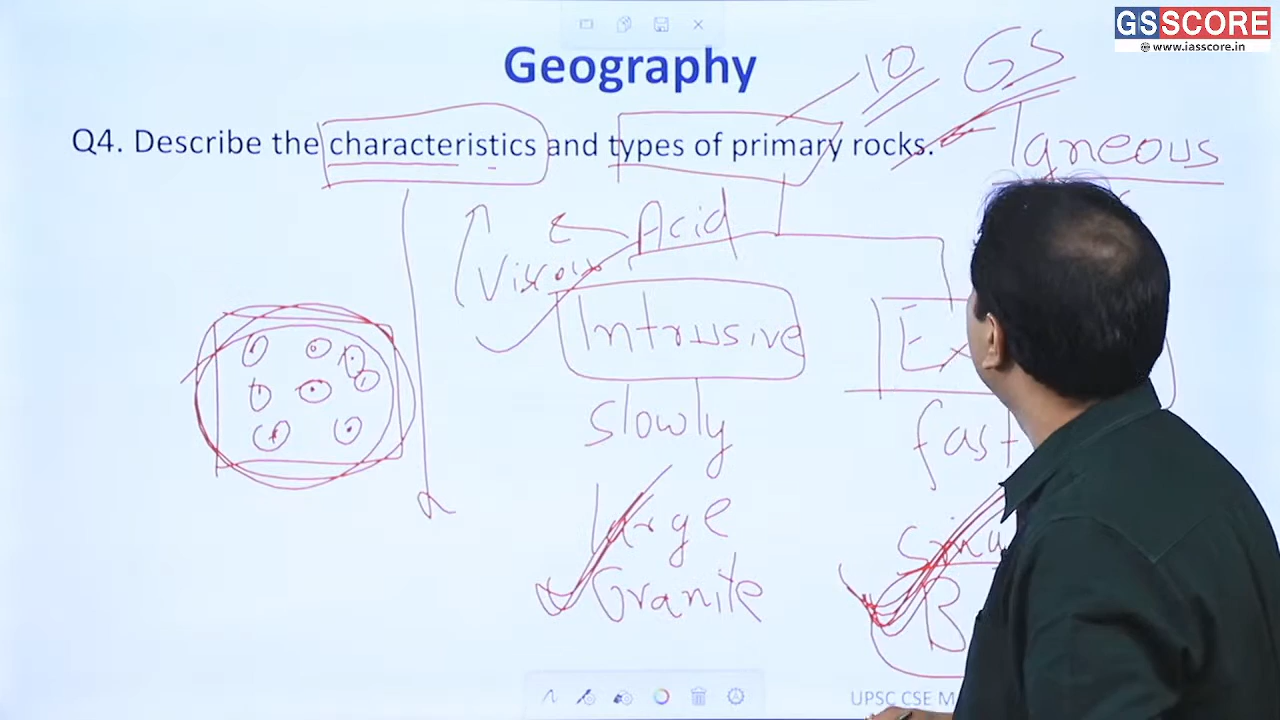 GSSCORE
www.iasscore.in
Geography
10
GS
Q4. Describe the characteristics and types of primary rocks.
Igneous
Acid
Intrusive
Ex
slowly
fast
Large
Granite
B
UPSC CSE M